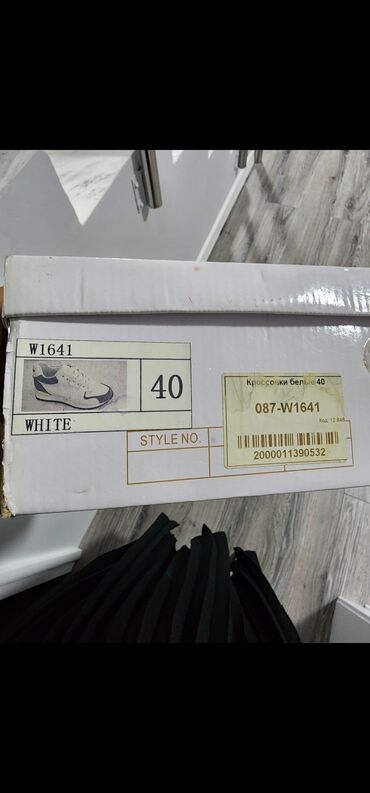 W1641
40
WHITE
STYLE NO.
Кроссовки белые 40
087-W1641
2000011390532